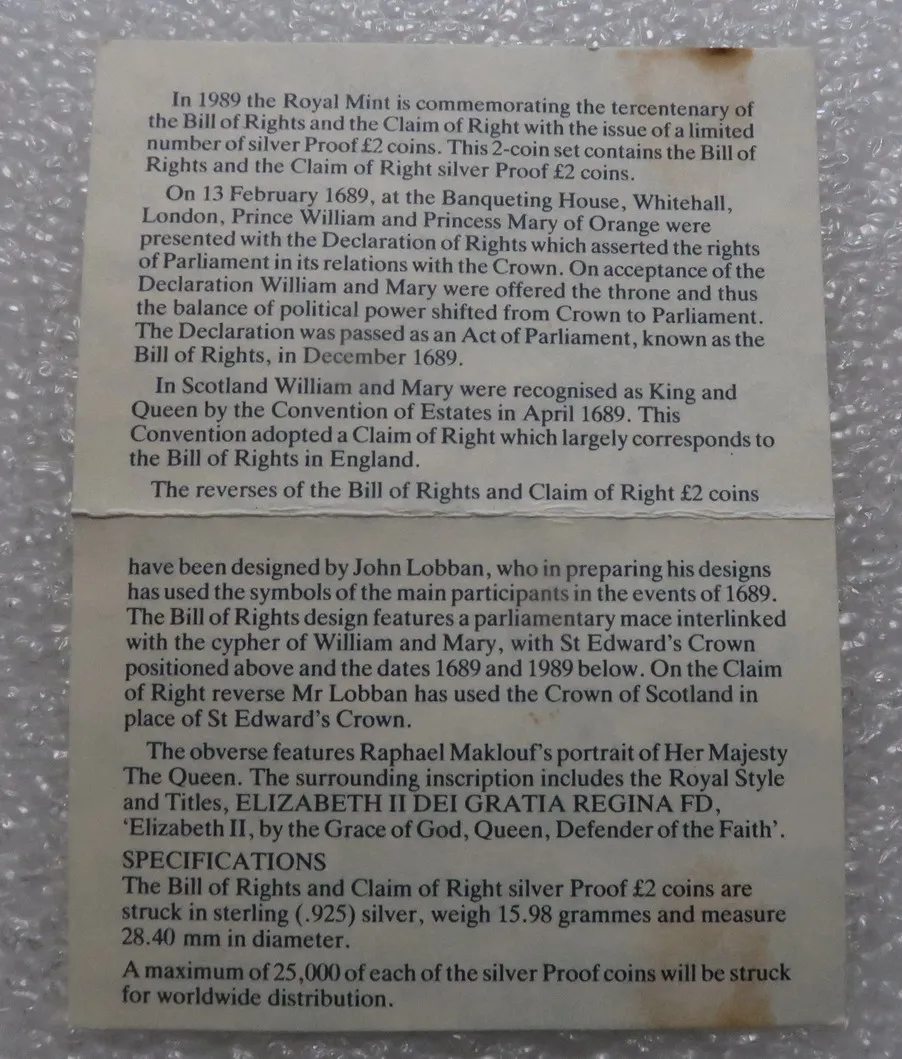 In 1989 the Royal Mint is commemorating the tercentenary of
the Bill of Rights and the Claim of Right with the issue of a limited
number of silver Proof £2 coins. This 2-coin set contains the Bill of
Rights and the Claim of Right silver Proof £2 coins.
On 13 February 1689, at the Banqueting House, Whitehall,
London, Prince William and Princess Mary of Orange were
presented with the Declaration of Rights which asserted the rights
of Parliament in its relations with the Crown. On acceptance of the
Declaration William and Mary were offered the throne and thus
the balance of political power shifted from Crown to Parliament.
The Declaration was passed as an Act of Parliament, known as the
Bill of Rights, in December 1689.
In Scotland William and Mary were recognised as King and
Queen by the Convention of Estates in April 1689. This
Convention adopted a Claim of Right which largely corresponds to
the Bill of Rights in England.
The reverses of the Bill of Rights and Claim of Right £2 coins
have been designed by John Lobban, who in preparing his designs
has used the symbols of the main participants in the events of 1689.
The Bill of Rights design features a parliamentary mace interlinked
with the cypher of William and Mary, with St Edward's Crown
positioned above and the dates 1689 and 1989 below. On the Claim
of Right reverse Mr Lobban has used the Crown of Scotland in
place of St Edward's Crown.
The obverse features Raphael Maklouf's portrait of Her Majesty
The Queen. The surrounding inscription includes the Royal Style
and Titles, ELIZABETH II DEI GRATIA REGINA FD,
'Elizabeth II, by the Grace of God, Queen, Defender of the Faith'.
SPECIFICATIONS
The Bill of Rights and Claim of Right silver Proof £2 coins are
struck in sterling (.925) silver, weigh 15.98 grammes and measure
28.40 mm in diameter.
A maximum of 25,000 of each of the silver Proof coins will be struck
for worldwide distribution.